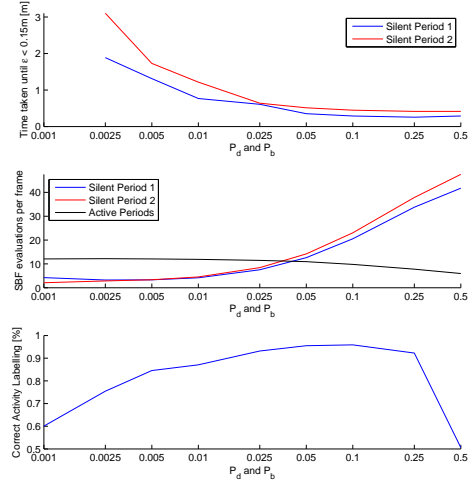 Time taken until ε < 0.15m [m]
3
2
1
0
Silent Period 1
Silent Period 2
0.001 0.0025 0.005 0.01 0.025 0.05 0.1 0.25 0.5
P_d and P_b
SBF evaluations per frame
40
30
20
10
0
Silent Period 1
Silent Period 2
Active Periods
0.001 0.0025 0.005 0.01 0.025 0.05 0.1 0.25 0.5
P_d and P_b
Correct Activity Labelling [%]
1
0.9
0.8
0.7
0.6
0.5
0.001 0.0025 0.005 0.01 0.025 0.05 0.1 0.25 0.5
P_d and P_b